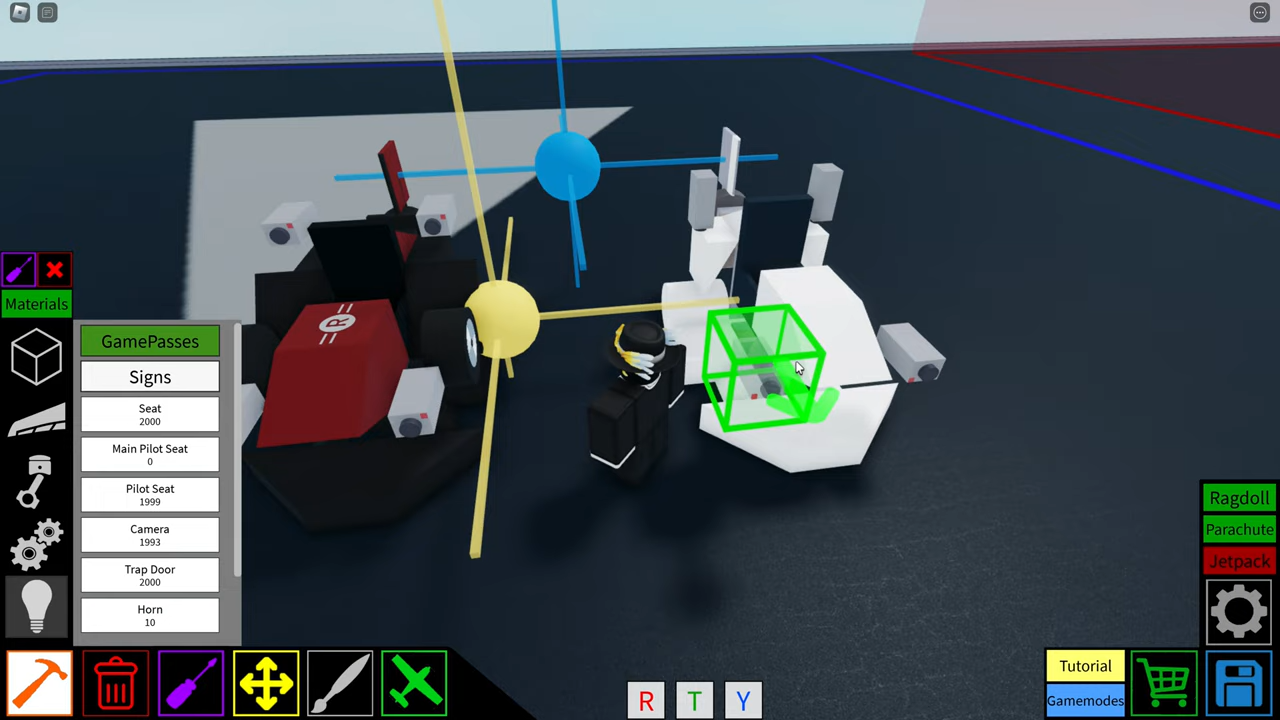 Materials
GamePasses
Signs
Seat
2000
Main Pilot Seat
0
Pilot Seat
1999
Camera
1993
Trap Door
2000
Horn
10
R
Ragdoll
Parachute
Jetpack
Tutorial
Gamemodes
R T Y